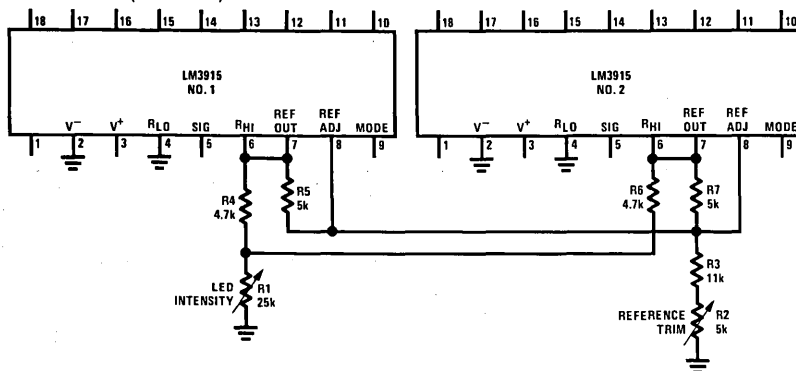 18 17 16 15 14 13 12 11 10
LM3915
NO. 1
V⁻ V⁺ RLO SIG RHI REF OUT REF ADJ MODE
1 2 3 4 5 6 7 8 9
18 17 16 15 14 13 12 11 10
LM3915
NO. 2
V⁻ V⁺ RLO SIG RHI REF OUT REF ADJ MODE
1 2 3 4 5 6 7 8 9
R4
4.7k
R5
5k
R6
4.7k
R7
5k
LED
INTENSITY
R1
25k
R3
11k
REFERENCE
TRIM
R2
5k